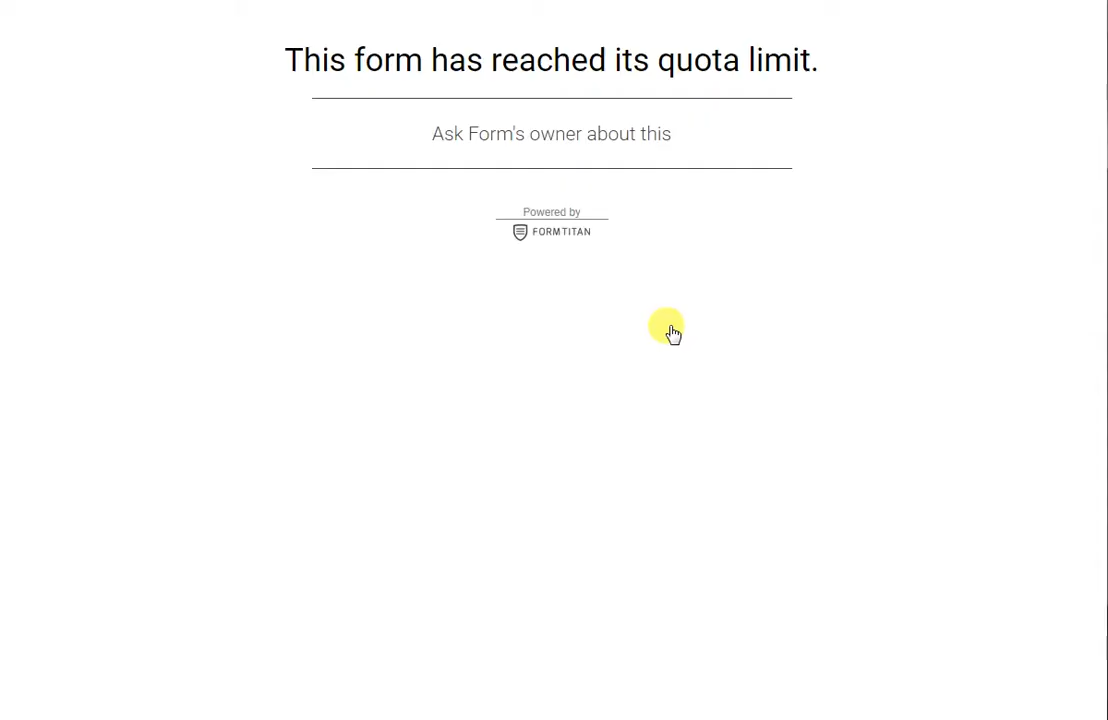 This form has reached its quota limit.
Ask Form's owner about this
Powered by
FORMTITAN